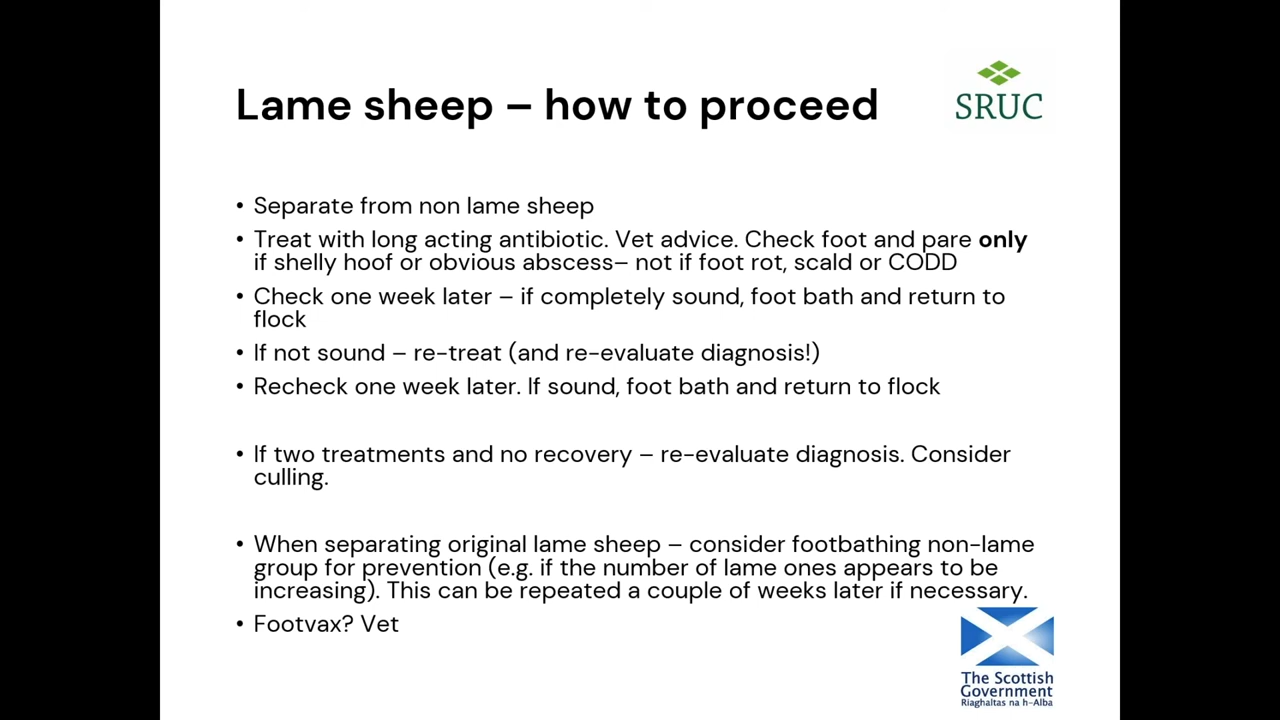 Lame sheep – how to proceed
SRUC
• Separate from non lame sheep
• Treat with long acting antibiotic. Vet advice. Check foot and pare only
if shelly hoof or obvious abscess– not if foot rot, scald or CODD
• Check one week later – if completely sound, foot bath and return to
flock
• If not sound – re-treat (and re-evaluate diagnosis!)
• Recheck one week later. If sound, foot bath and return to flock
• If two treatments and no recovery – re-evaluate diagnosis. Consider
culling.
• When separating original lame sheep – consider footbathing non-lame
group for prevention (e.g. if the number of lame ones appears to be
increasing). This can be repeated a couple of weeks later if necessary.
• Footvax? Vet
The Scottish
Government
Riaghaltas na h-Alba